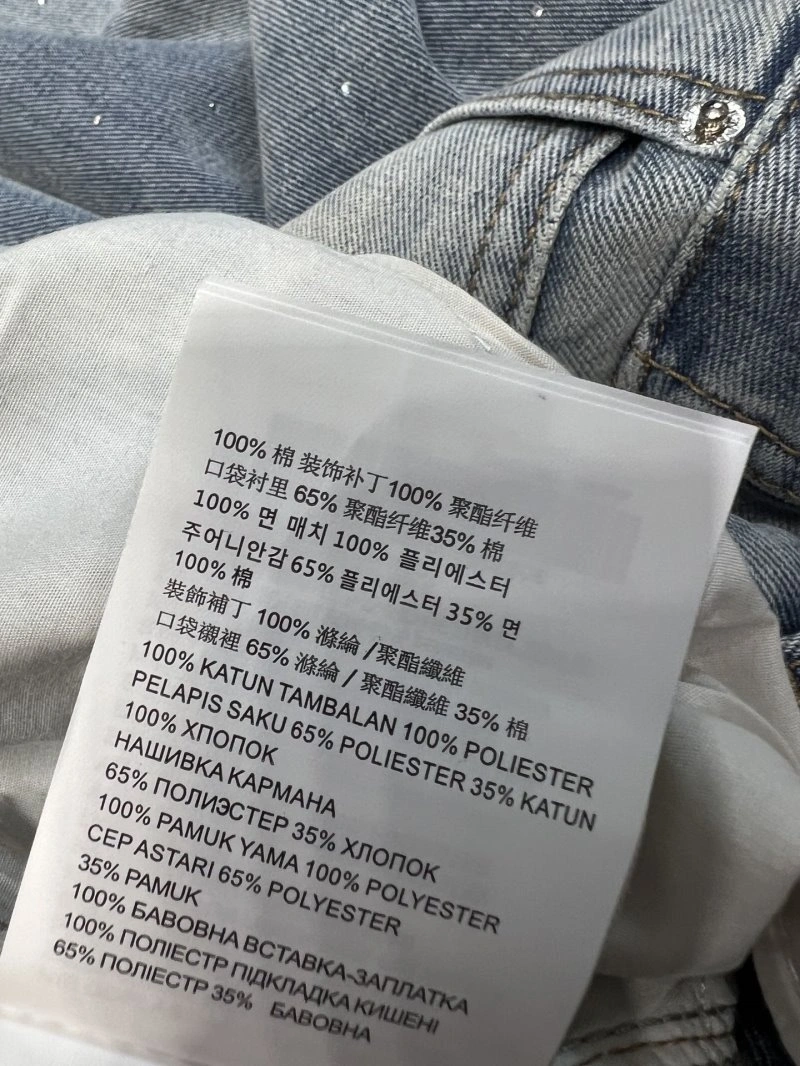 100% 棉 装饰补丁100% 聚酯纤维
口袋衬里 65% 聚酯纤维35% 棉
100% 면 매치 100% 플리에스터
주어니안감 65% 플리에스터 35% 면
100% 棉
裝飾補丁 100% 滌綸 /聚酯纖維
口袋襯裡 65% 滌綸 / 聚酯纖維 35% 棉
100% KATUN TAMBALAN 100% POLIESTER
PELAPIS SAKU 65% POLIESTER 35% KATUN
100% ХПОПОК
НАШИВКА КАРМАНА
65% ПОЛИЭСТЕР 35% ХЛОПОК
100% PAMUK YAMA 100% POLYESTER
CEP ASTARI 65% POLYESTER
35% PAMUK
100% БАВОВНА ВСТАВКА-ЗАПЛАТКА
100% ПОЛІЕСТР ПІДКЛАДКА КИШЕНІ
65% ПОЛІЕСТР 35% БАВОВНА